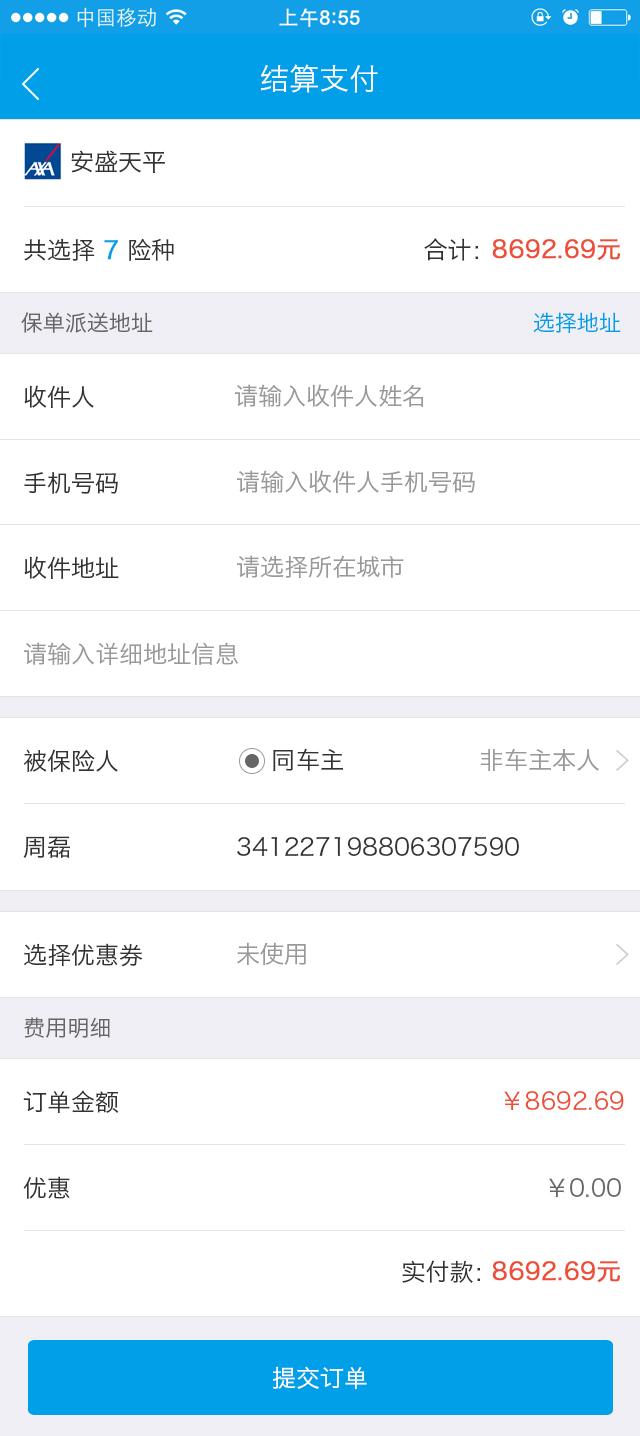 中国移动 上午8:55
结算支付
AXA 安盛天平
共选择 7 险种 合计: 8692.69元
保单派送地址 选择地址
收件人 请输入收件人姓名
手机号码 请输入收件人手机号码
收件地址 请选择所在城市
请输入详细地址信息
被保险人 同车主 非车主本人
周磊 341227198806307590
选择优惠券 未使用
费用明细
订单金额 ￥8692.69
优惠 ￥0.00
实付款: 8692.69元
提交订单